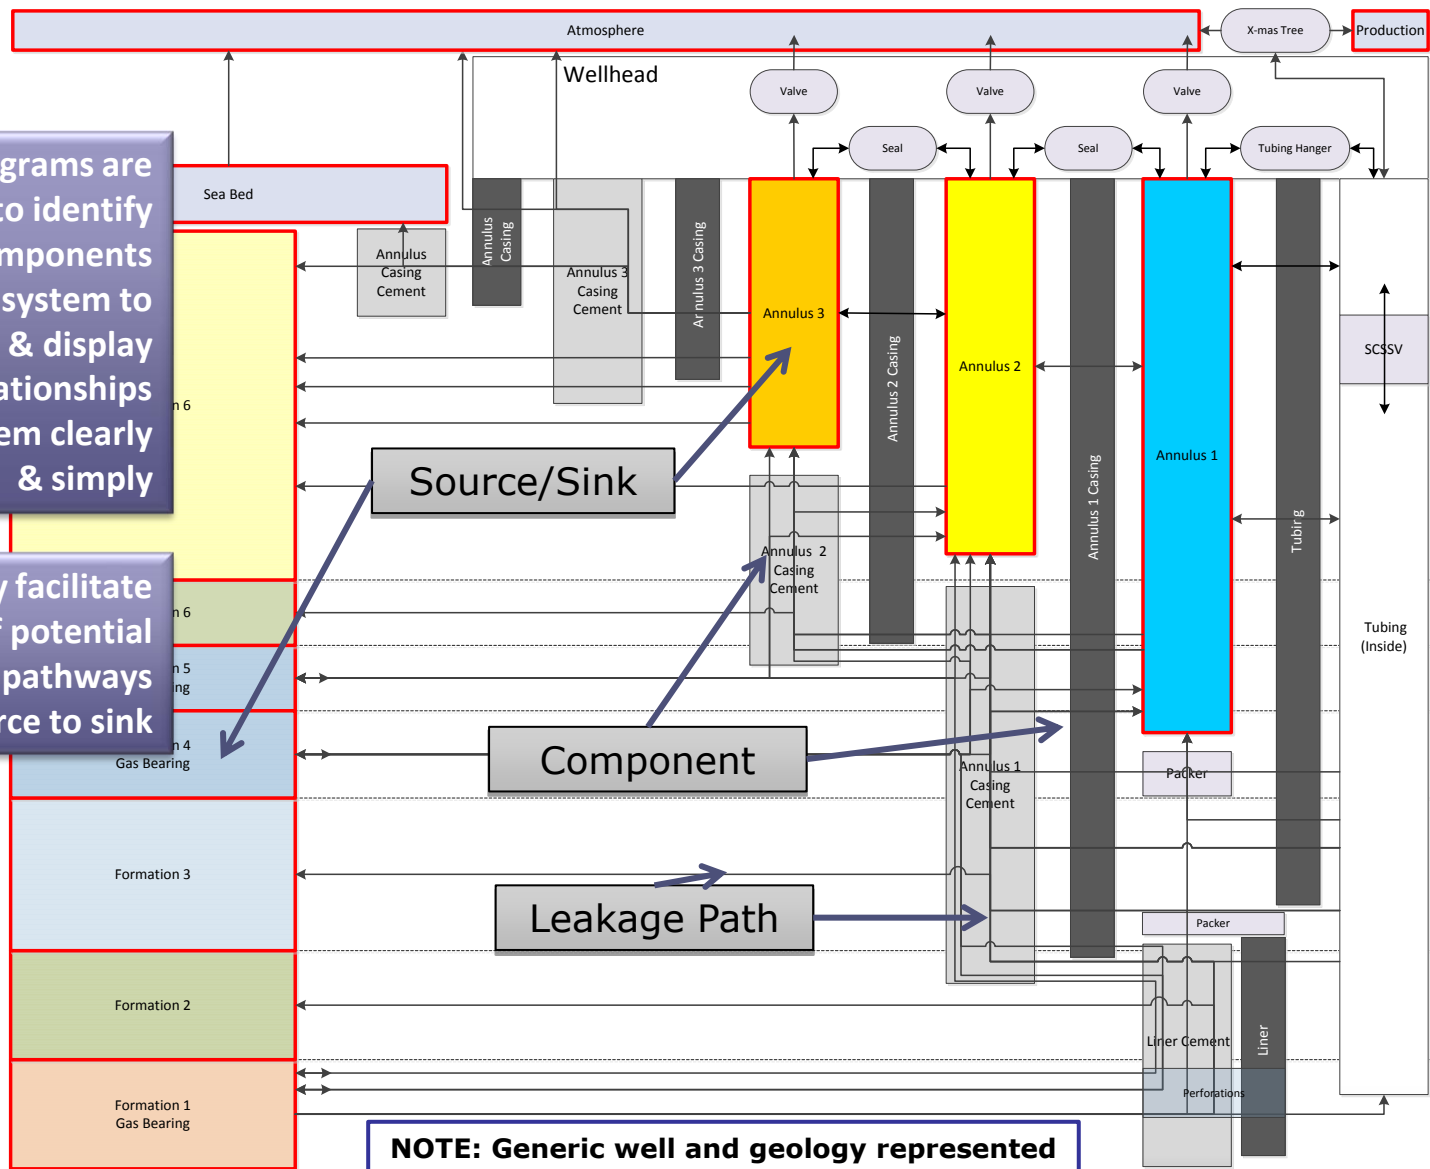 Atmosphere
X-mas Tree
Production
Wellhead
Valve
Valve
Valve
Seal
Seal
Tubing Hanger
grams are
to identify
mponents
system to
& display
ationships
em clearly
& simply
Sea Bed
Annulus
Casing
Cement
Annulus
Casing
Annulus 3
Casing
Cement
Annulus 3 Casing
Annulus 3
Annulus 2 Casing
Annulus 2
Annulus 1 Casing
Annulus 1
Tubing
SCSSV
Tubing
(Inside)
n 6
Source/Sink
Annulus 2
Casing
Cement
y facilitate
f potential
pathways
rce to sink
n 6
n 5
ng
n 4
Gas Bearing
Component
Annulus 1
Casing
Cement
Packer
Formation 3
Leakage Path
Packer
Formation 2
Liner Cement
Liner
Perforations
Formation 1
Gas Bearing
NOTE: Generic well and geology represented